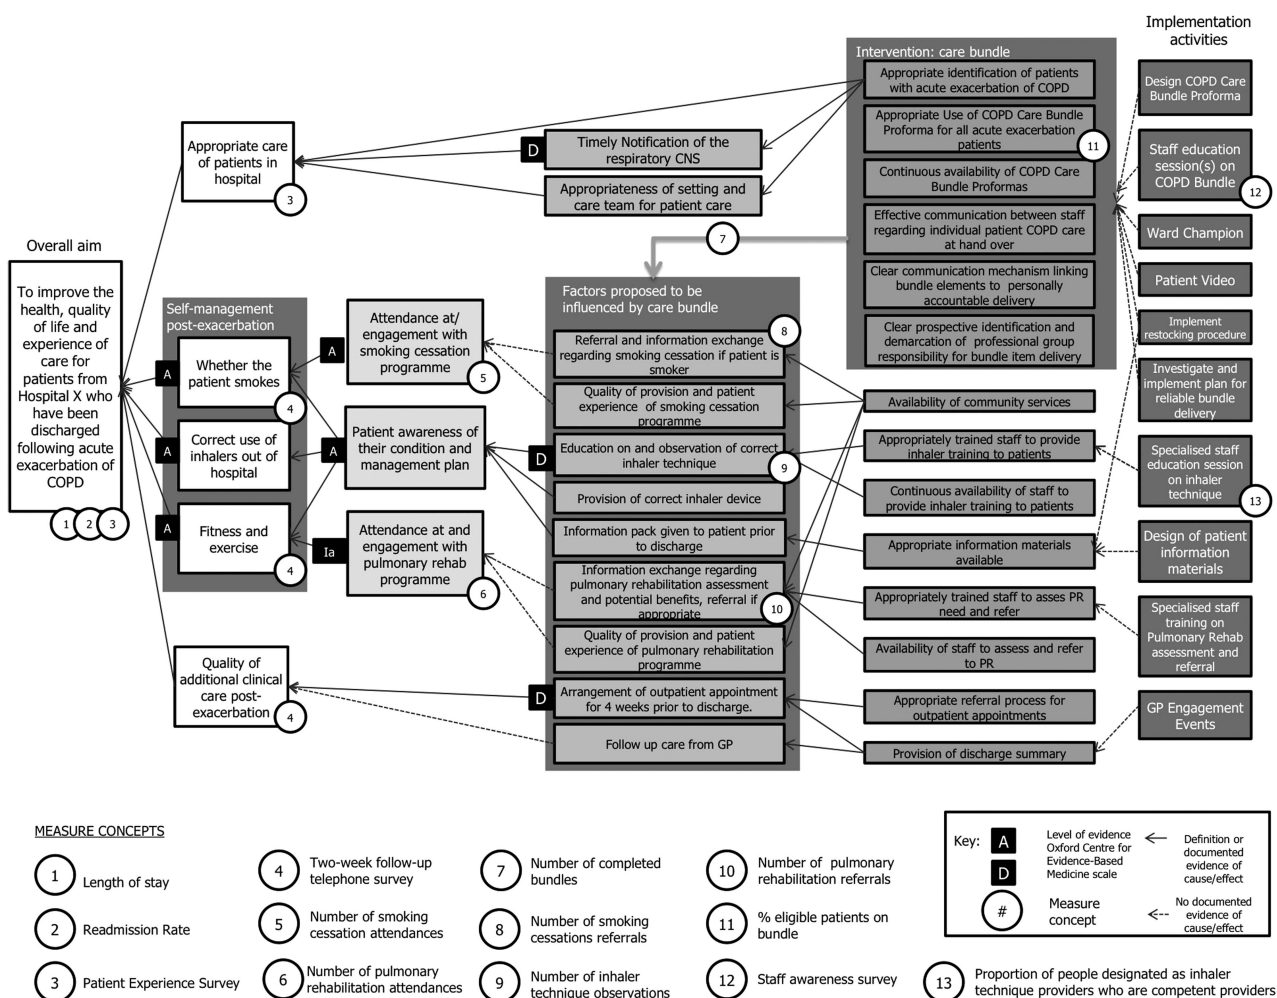 Implementation
activities
Intervention: care bundle
Appropriate identification of patients
with acute exacerbation of COPD
Appropriate Use of COPD Care Bundle
Proforma for all acute exacerbation
patients
11
Continuous availability of COPD Care
Bundle Proformas
Effective communication between staff
regarding individual patient COPD care
at hand over
Clear communication mechanism linking
bundle elements to personally
accountable delivery
Clear prospective identification and
demarcation of professional group
responsibility for bundle item delivery
Design COPD Care
Bundle Proforma
Staff education
session(s) on
COPD Bundle
12
Ward Champion
Patient Video
Implement
restocking procedure
Investigate and
implement plan for
reliable bundle
delivery
Specialised staff
education session
on inhaler
technique
13
Design of patient
information
materials
Specialised staff
training on
Pulmonary Rehab
assessment and
referral
GP Engagement
Events
Appropriate care
of patients in
hospital
3
D
Timely Notification of the
respiratory CNS
Appropriateness of setting and
care team for patient care
7
Overall aim
To improve the
health, quality
of life and
experience of
care for
patients from
Hospital X who
have been
discharged
following acute
exacerbation of
COPD
1
2
3
Self-management
post-exacerbation
A
Whether the
patient smokes
4
A
Correct use of
inhalers out of
hospital
A
Fitness and
exercise
4
Quality of
additional clinical
care post-
exacerbation
4
A
Attendance at/
engagement with
smoking cessation
programme
5
A
Patient awareness of
their condition and
management plan
Ia
Attendance at and
engagement with
pulmonary rehab
programme
6
Factors proposed to be
influenced by care bundle
8
Referral and information exchange
regarding smoking cessation if patient is
smoker
Quality of provision and patient
experience of smoking cessation
programme
D
Education on and observation of correct
inhaler technique
9
Provision of correct inhaler device
Information pack given to patient prior
to discharge
Information exchange regarding
pulmonary rehabilitation assessment
and potential benefits, referral if
appropriate
10
Quality of provision and patient
experience of pulmonary rehabilitation
programme
D
Arrangement of outpatient appointment
for 4 weeks prior to discharge.
Follow up care from GP
Availability of community services
Appropriately trained staff to provide
inhaler training to patients
Continuous availability of staff to
provide inhaler training to patients
Appropriate information materials
available
Appropriately trained staff to asses PR
need and refer
Availability of staff to assess and refer
to PR
Appropriate referral process for
outpatient appointments
Provision of discharge summary
MEASURE CONCEPTS
1
Length of stay
2
Readmission Rate
3
Patient Experience Survey
4
Two-week follow-up
telephone survey
5
Number of smoking
cessation attendances
6
Number of pulmonary
rehabilitation attendances
7
Number of completed
bundles
8
Number of smoking
cessations referrals
9
Number of inhaler
technique observations
10
Number of pulmonary
rehabilitation referrals
11
% eligible patients on
bundle
12
Staff awareness survey
13
Proportion of people designated as inhaler
technique providers who are competent providers
Key:
A
D
Level of evidence
Oxford Centre for
Evidence-Based
Medicine scale
#
Measure
concept
Definition or
documented
evidence of
cause/effect
No documented
evidence of
cause/effect